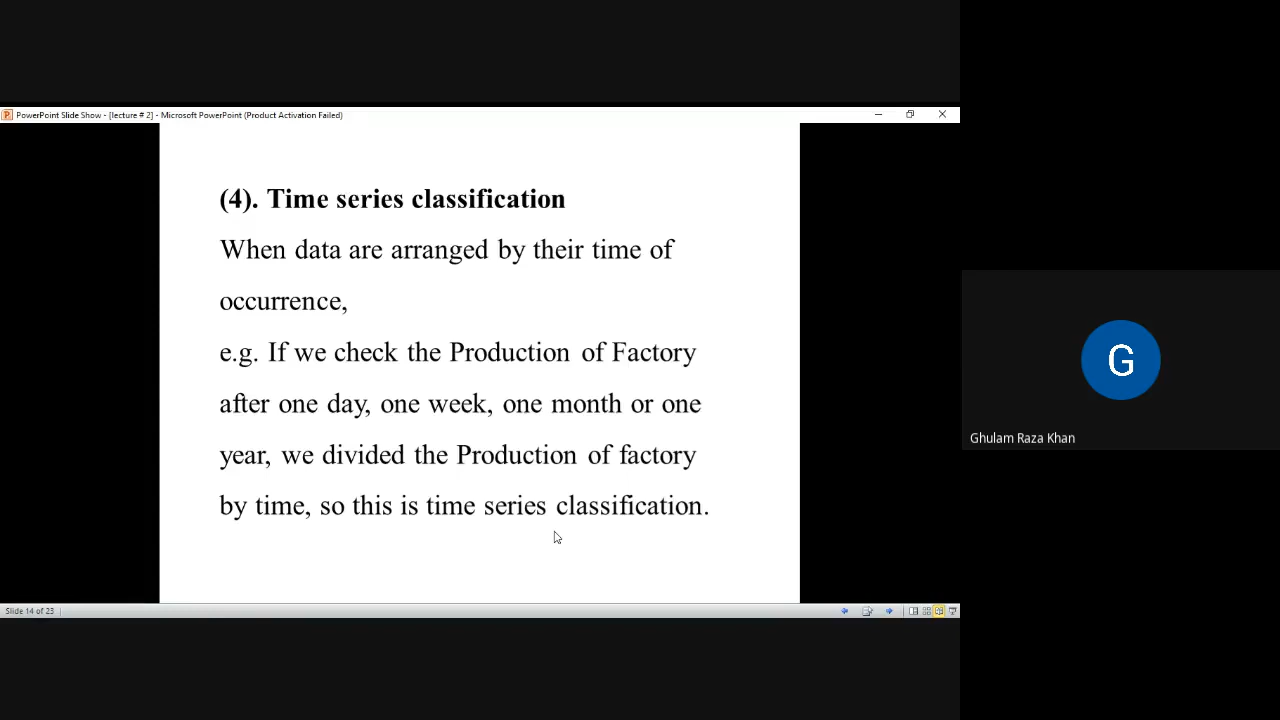 PowerPoint Slide Show - [lecture # 2] - Microsoft PowerPoint (Product Activation Failed)
(4). Time series classification
When data are arranged by their time of
occurrence,
e.g. If we check the Production of Factory
after one day, one week, one month or one
year, we divided the Production of factory
by time, so this is time series classification.
G
Ghulam Raza Khan
Slide 14 of 23